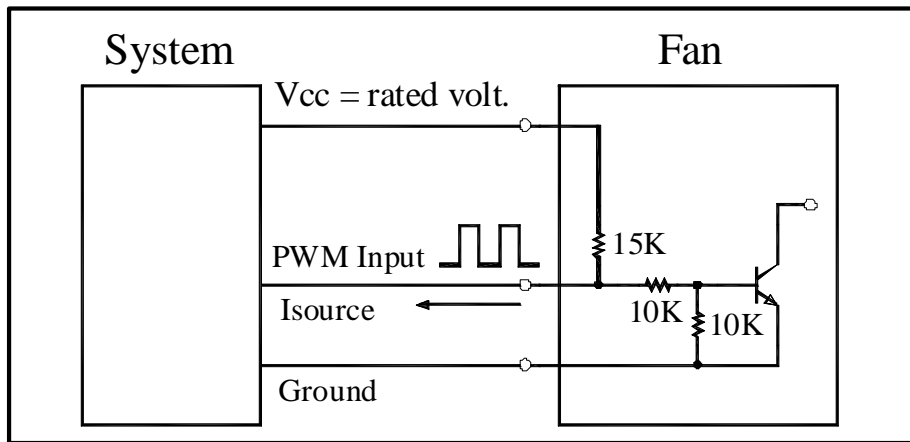 System
Fan
Vcc = rated volt.
15K
PWM Input
10K
10K
Isource
Ground